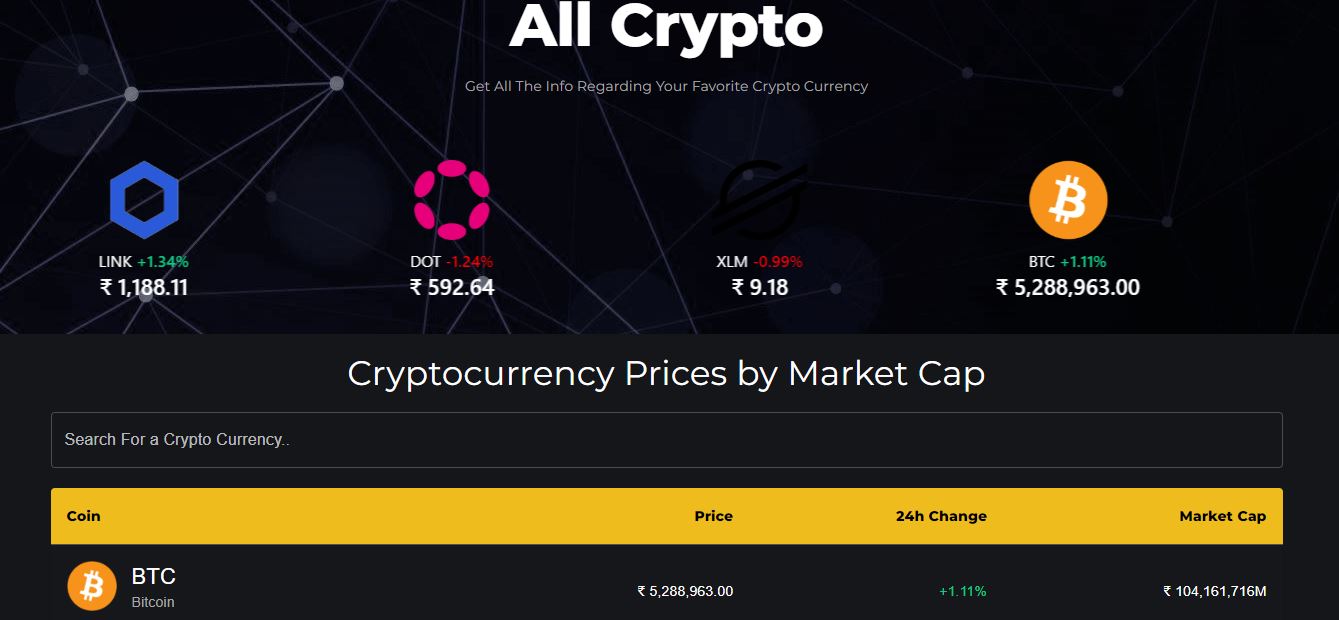 All Crypto
Get All The Info Regarding Your Favorite Crypto Currency
LINK +1.34%
₹ 1,188.11
DOT -1.24%
₹ 592.64
XLM -0.99%
₹ 9.18
BTC +1.11%
₹ 5,288,963.00
Cryptocurrency Prices by Market Cap
Search For a Crypto Currency..
Coin Price 24h Change Market Cap
BTC
Bitcoin
₹ 5,288,963.00 +1.11% ₹ 104,161,716M